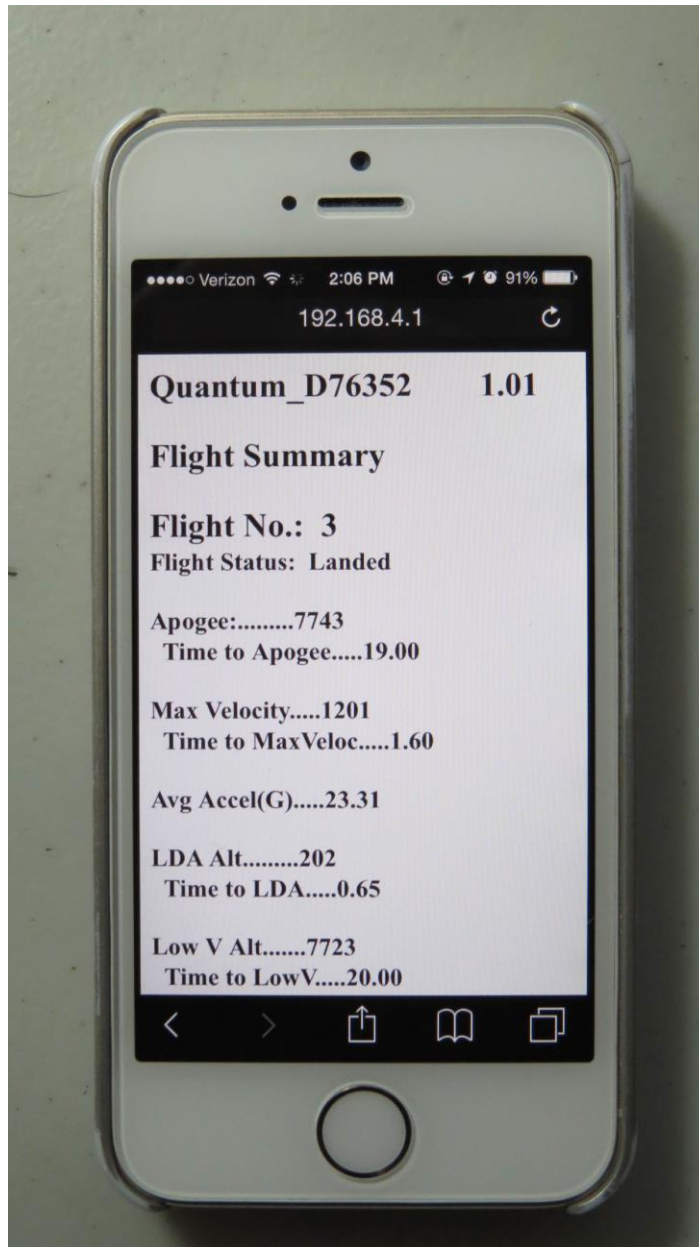 Verizon 2:06 PM 91%
192.168.4.1
Quantum_D76352 1.01
Flight Summary
Flight No.: 3
Flight Status: Landed
Apogee:.........7743
Time to Apogee.....19.00
Max Velocity.....1201
Time to MaxVeloc.....1.60
Avg Accel(G).....23.31
LDA Alt.........202
Time to LDA.....0.65
Low V Alt.......7723
Time to LowV.....20.00